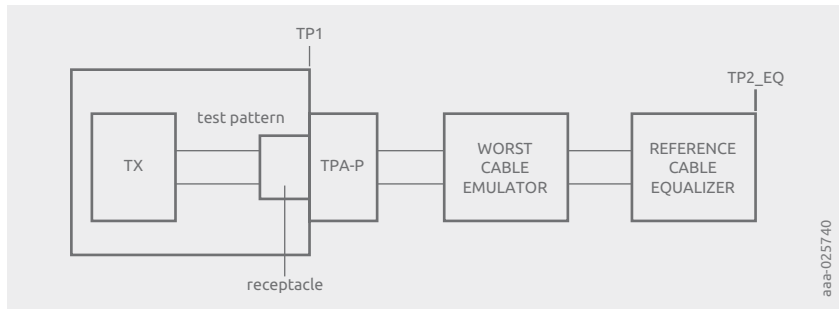 TP1
TP2_EQ
test pattern
TX
TPA-P
WORST
CABLE
EMULATOR
REFERENCE
CABLE
EQUALIZER
receptacle
aaa-025740